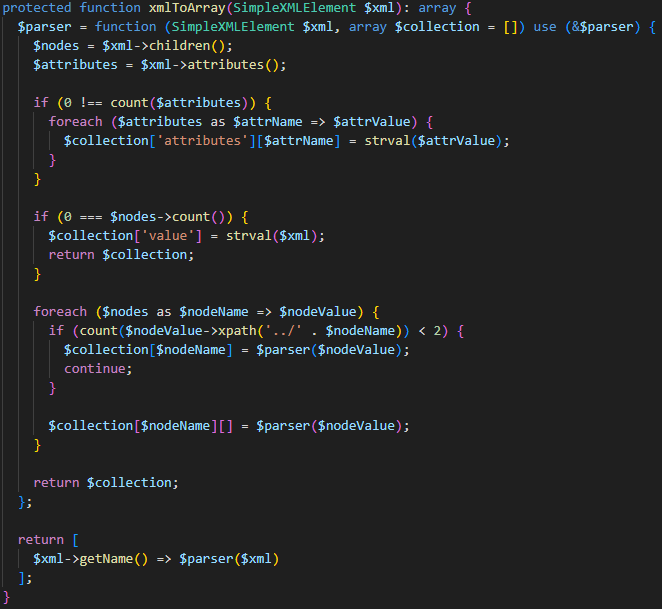 protected function xmlToArray(SimpleXMLElement $xml): array {
$parser = function (SimpleXMLElement $xml, array $collection = []) use (&$parser) {
$nodes = $xml->children();
$attributes = $xml->attributes();
if (0 !== count($attributes)) {
foreach ($attributes as $attrName => $attrValue) {
$collection['attributes'][$attrName] = strval($attrValue);
}
}
if (0 === $nodes->count()) {
$collection['value'] = strval($xml);
return $collection;
}
foreach ($nodes as $nodeName => $nodeValue) {
if (count($nodeValue->xpath('../' . $nodeName)) < 2) {
$collection[$nodeName] = $parser($nodeValue);
continue;
}
$collection[$nodeName][] = $parser($nodeValue);
}
return $collection;
};
return [
$xml->getName() => $parser($xml)
];
}